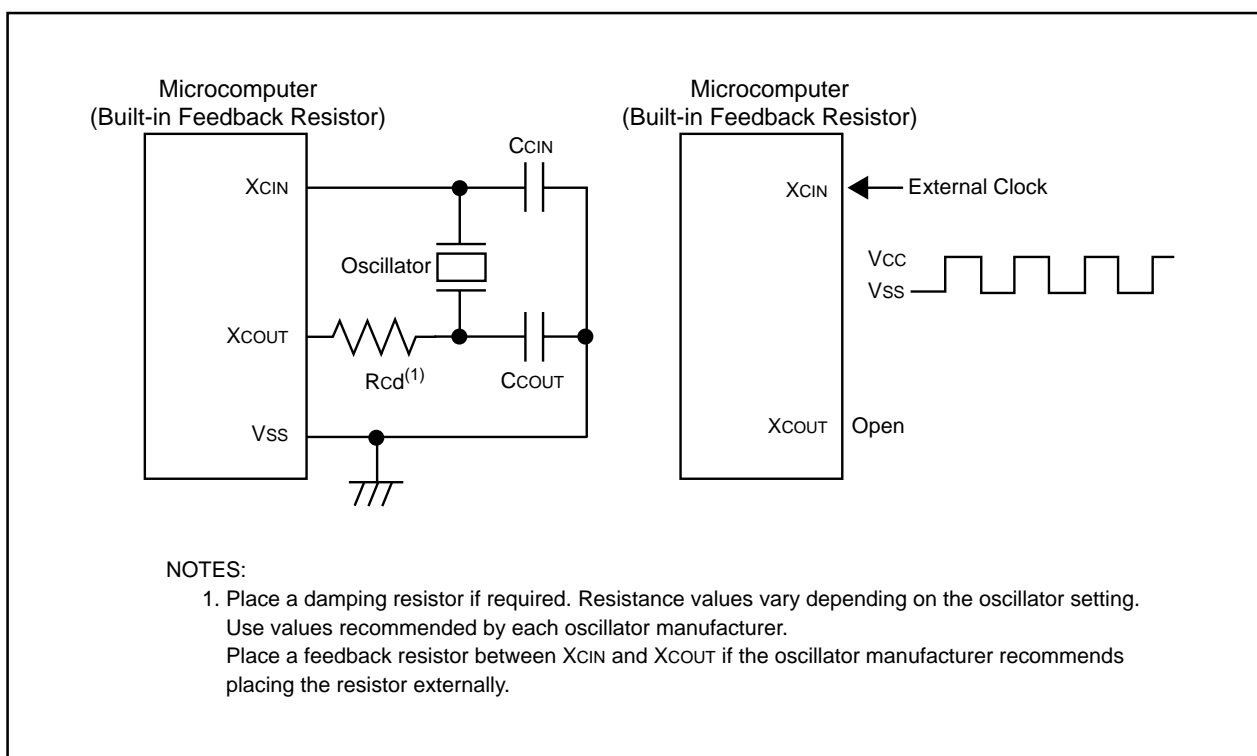 Microcomputer
(Built-in Feedback Resistor)
XCIN
CCIN
Oscillator
XCOUT
RCd(1)
CCOUT
VSS
Microcomputer
(Built-in Feedback Resistor)
XCIN
External Clock
VCC
VSS
XCOUT
Open
NOTES:
1. Place a damping resistor if required. Resistance values vary depending on the oscillator setting.
Use values recommended by each oscillator manufacturer.
Place a feedback resistor between XCIN and XCOUT if the oscillator manufacturer recommends
placing the resistor externally.